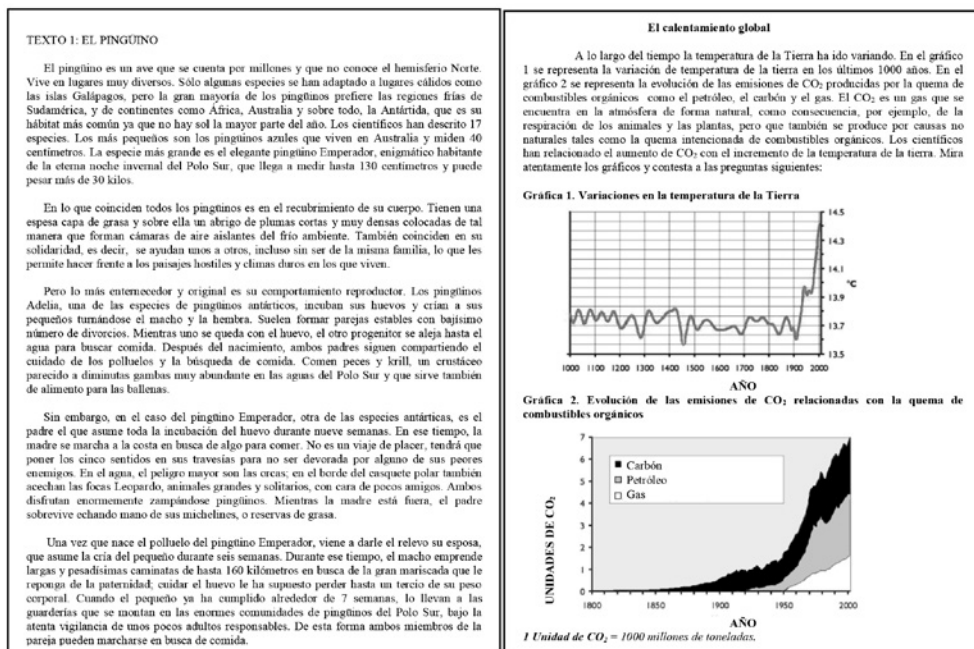 TEXTO 1: EL PINGÜINO
El pingüino es un ave que se cuenta por millones y que no conoce el hemisferio Norte.
Vive en lugares muy diversos. Sólo algunas especies se han adaptado a lugares cálidos como
las islas Galápagos, pero la gran mayoría de los pingüinos prefiere las regiones frías de
Sudamérica, y de continentes como África, Australia y sobre todo, la Antártida, que es su
hábitat más común ya que no hay sol la mayor parte del año. Los científicos han descrito 17
especies. Los más pequeños son los pingüinos azules que viven en Australia y miden 40
centímetros. La especie más grande es el elegante pingüino Emperador, enigmático habitante
de la eterna noche invernal del Polo Sur, que llega a medir hasta 130 centímetros y puede
pesar más de 30 kilos.
En lo que coinciden todos los pingüinos es en el recubrimiento de su cuerpo. Tienen una
espesa capa de grasa y sobre ella un abrigo de plumas cortas y muy densas colocadas de tal
manera que forman cámaras de aire aislantes del frío ambiente. También coinciden en su
solidaridad, es decir, se ayudan unos a otros, incluso sin ser de la misma familia, lo que les
permite hacer frente a los paisajes hostiles y climas duros en los que viven.
Pero lo más enternecedor y original es su comportamiento reproductor. Los pingüinos
Adelia, una de las especies de pingüinos antárticos, incuban sus huevos y crían a sus
pequeños turnándose el macho y la hembra. Suelen formar parejas estables con bajísimo
número de divorcios. Mientras uno se queda con el huevo, el otro progenitor se aleja hasta el
agua para buscar comida. Después del nacimiento, ambos padres siguen compartiendo el
cuidado de los polluelos y la búsqueda de comida. Comen peces y krill, un crustáceo
parecido a diminutas gambas muy abundante en las aguas del Polo Sur y que sirve también
de alimento para las ballenas.
Sin embargo, en el caso del pingüino Emperador, otra de las especies antárticas, es el
padre el que asume toda la incubación del huevo durante nueve semanas. En ese tiempo, la
madre se marcha a la costa en busca de algo para comer. No es un viaje de placer, tendrá que
poner los cinco sentidos en sus travesías para no ser devorada por alguno de sus peores
enemigos. En el agua, el peligro mayor son las orcas; en el borde del casquete polar también
acechan las focas Leopardo, animales grandes y solitarios, con cara de pocos amigos. Ambos
disfrutan enormemente zampándose pingüinos. Mientras la madre está fuera, el padre
sobrevive echando mano de sus michelines, o reservas de grasa.
Una vez que nace el polluelo del pingüino Emperador, viene a darle el relevo su esposa,
que asume la cría del pequeño durante seis semanas. Durante ese tiempo, el macho emprende
largas y pesadísimas caminatas de hasta 160 kilómetros en busca de la gran mariscada que le
reponga de la paternidad; cuidar el huevo le ha supuesto perder hasta un tercio de su peso
corporal. Cuando el pequeño ya ha cumplido alrededor de 7 semanas, lo llevan a las
guarderías que se montan en las enormes comunidades de pingüinos del Polo Sur, bajo la
atenta vigilancia de unos pocos adultos responsables. De esta forma ambos miembros de la
pareja pueden marcharse en busca de comida.
El calentamiento global
A lo largo del tiempo la temperatura de la Tierra ha ido variando. En el gráfico
1 se representa la variación de temperatura de la tierra en los últimos 1000 años. En el
gráfico 2 se representa la evolución de las emisiones de CO₂ producidas por la quema de
combustibles orgánicos como el petróleo, el carbón y el gas. El CO₂ es un gas que se
encuentra en la atmósfera de forma natural, como consecuencia, por ejemplo, de la
respiración de los animales y las plantas, pero que también se produce por causas no
naturales tales como la quema intencionada de combustibles orgánicos. Los científicos
han relacionado el aumento de CO₂ con el incremento de la temperatura de la tierra. Mira
atentamente los gráficos y contesta a las preguntas siguientes:
Gráfica 1. Variaciones en la temperatura de la Tierra
14.5
14.3
14.1
°C
13.9
13.7
13.5
1000 1100 1200 1300 1400 1500 1600 1700 1800 1900 2000
AÑO
Gráfica 2. Evolución de las emisiones de CO₂ relacionadas con la quema de
combustibles orgánicos
7
6
5
4
3
2
1
0
UNIDADES DE CO₂
Carbón
Petróleo
Gas
1800 1850 1900 1950 2000
AÑO
1 Unidad de CO₂ = 1000 millones de toneladas.